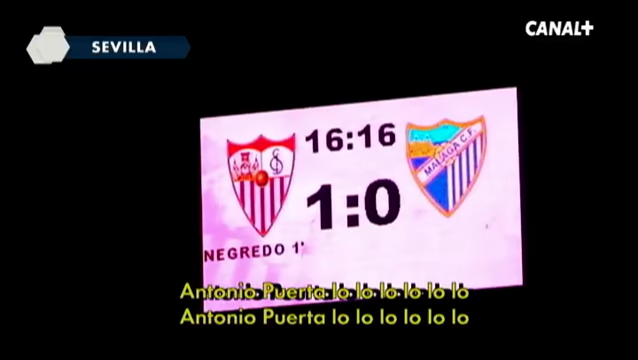 SEVILLA
CANAL+
16:16
MALAGA C.F.
1:0
NEGREDO 1'
Antonio Puerta lo lo lo lo lo lo
Antonio Puerta lo lo lo lo lo lo